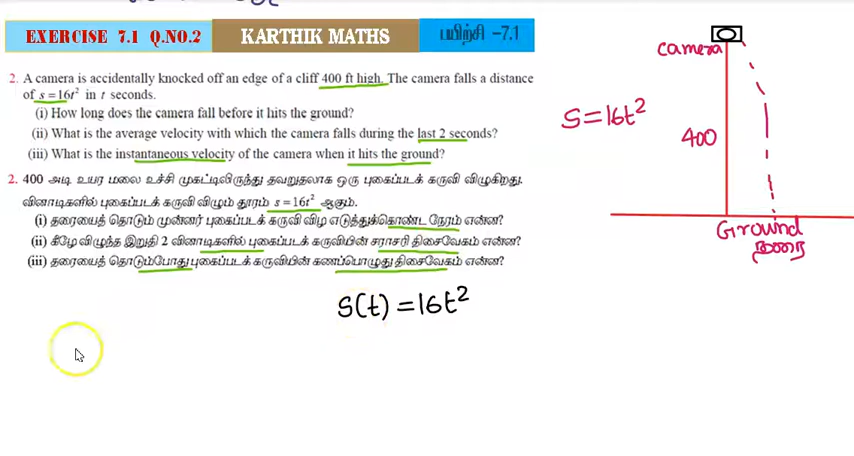 EXERCISE 7.1 Q.NO.2 KARTHIK MATHS பயிற்சி -7.1
2. A camera is accidentally knocked off an edge of a cliff 400 ft high. The camera falls a distance
of s = 16t² in t seconds.
(i) How long does the camera fall before it hits the ground?
(ii) What is the average velocity with which the camera falls during the last 2 seconds?
(iii) What is the instantaneous velocity of the camera when it hits the ground?
2. 400 அடி உயர மலை உச்சி முகட்டிலிருந்து தவறுதலாக ஒரு புகைப்படக் கருவி விழுகிறது.
வினாடிகளில் புகைப்படக் கருவி விழும் தூரம் s = 16t² ஆகும்.
(i) தரையைத் தொடும் முன்னர் புகைப்படக் கருவி விழ எடுத்துக்கொண்ட நேரம் என்ன?
(ii) கீழே விழுந்த இறுதி 2 வினாடிகளில் புகைப்படக் கருவியின் சராசரி திசைவேகம் என்ன?
(iii) தரையைத் தொடும்போது புகைப்படக் கருவியின் கணப்பொழுது திசைவேகம் என்ன?
S(t) = 16t²
camera
S = 16t²
400
Ground
தரை